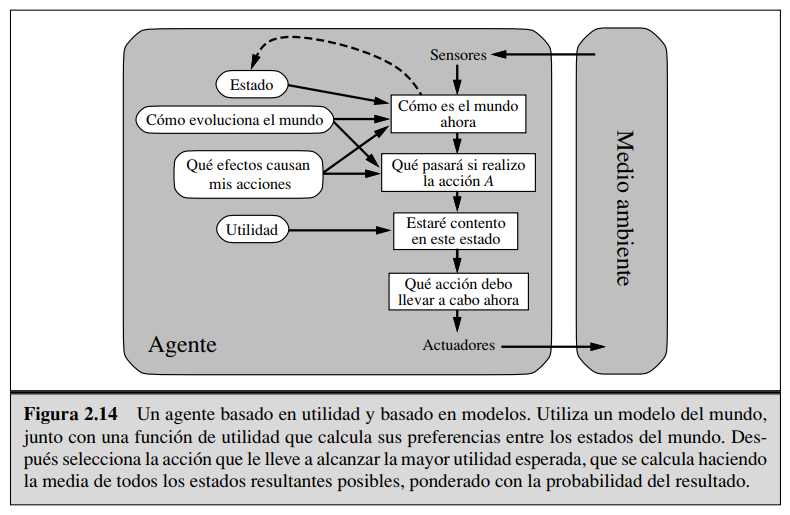 Sensores
Estado
Cómo es el mundo
ahora
Cómo evoluciona el mundo
Qué efectos causan
mis acciones
Qué pasará si realizo
la acción A
Utilidad
Estaré contento
en este estado
Qué acción debo
llevar a cabo ahora
Agente
Actuadores
Medio ambiente
Figura 2.14 Un agente basado en utilidad y basado en modelos. Utiliza un modelo del mundo,
junto con una función de utilidad que calcula sus preferencias entre los estados del mundo. Des-
pués selecciona la acción que le lleve a alcanzar la mayor utilidad esperada, que se calcula haciendo
la media de todos los estados resultantes posibles, ponderado con la probabilidad del resultado.